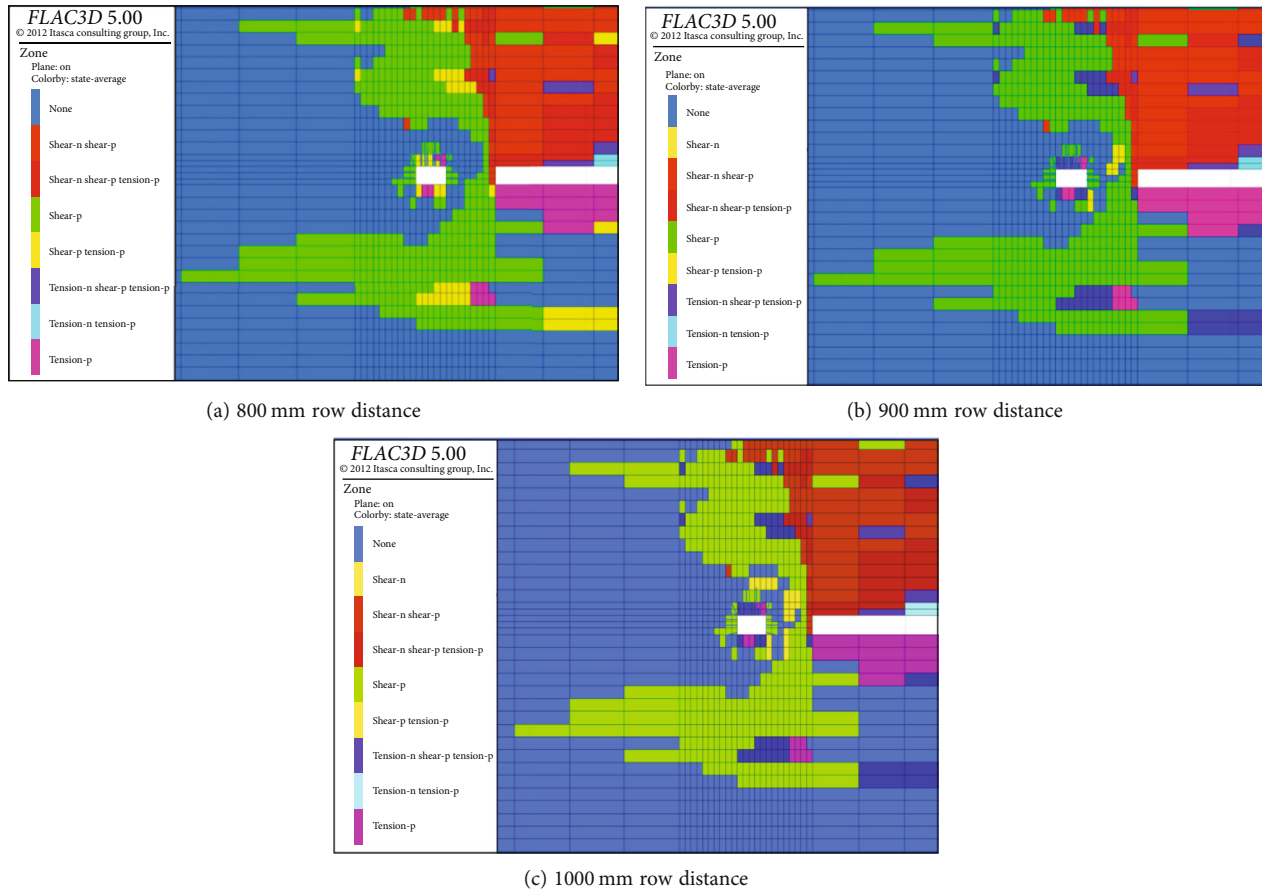 FLAC3D 5.00
© 2012 Itasca consulting group, Inc.
Zone
Plane: on
Colorby: state-average
None
Shear-n shear-p
Shear-n shear-p tension-p
Shear-p
Shear-p tension-p
Tension-n shear-p tension-p
Tension-n tension-p
Tension-p
(a) 800 mm row distance
FLAC3D 5.00
© 2012 Itasca consulting group, Inc.
Zone
Plane: on
Colorby: state-average
None
Shear-n
Shear-n shear-p
Shear-n shear-p tension-p
Shear-p
Shear-p tension-p
Tension-n shear-p tension-p
Tension-n tension-p
Tension-p
(b) 900 mm row distance
FLAC3D 5.00
© 2012 Itasca consulting group, Inc.
Zone
Plane: on
Colorby: state-average
None
Shear-n
Shear-n shear-p
Shear-n shear-p tension-p
Shear-p
Shear-p tension-p
Tension-n shear-p tension-p
Tension-n tension-p
Tension-p
(c) 1000 mm row distance